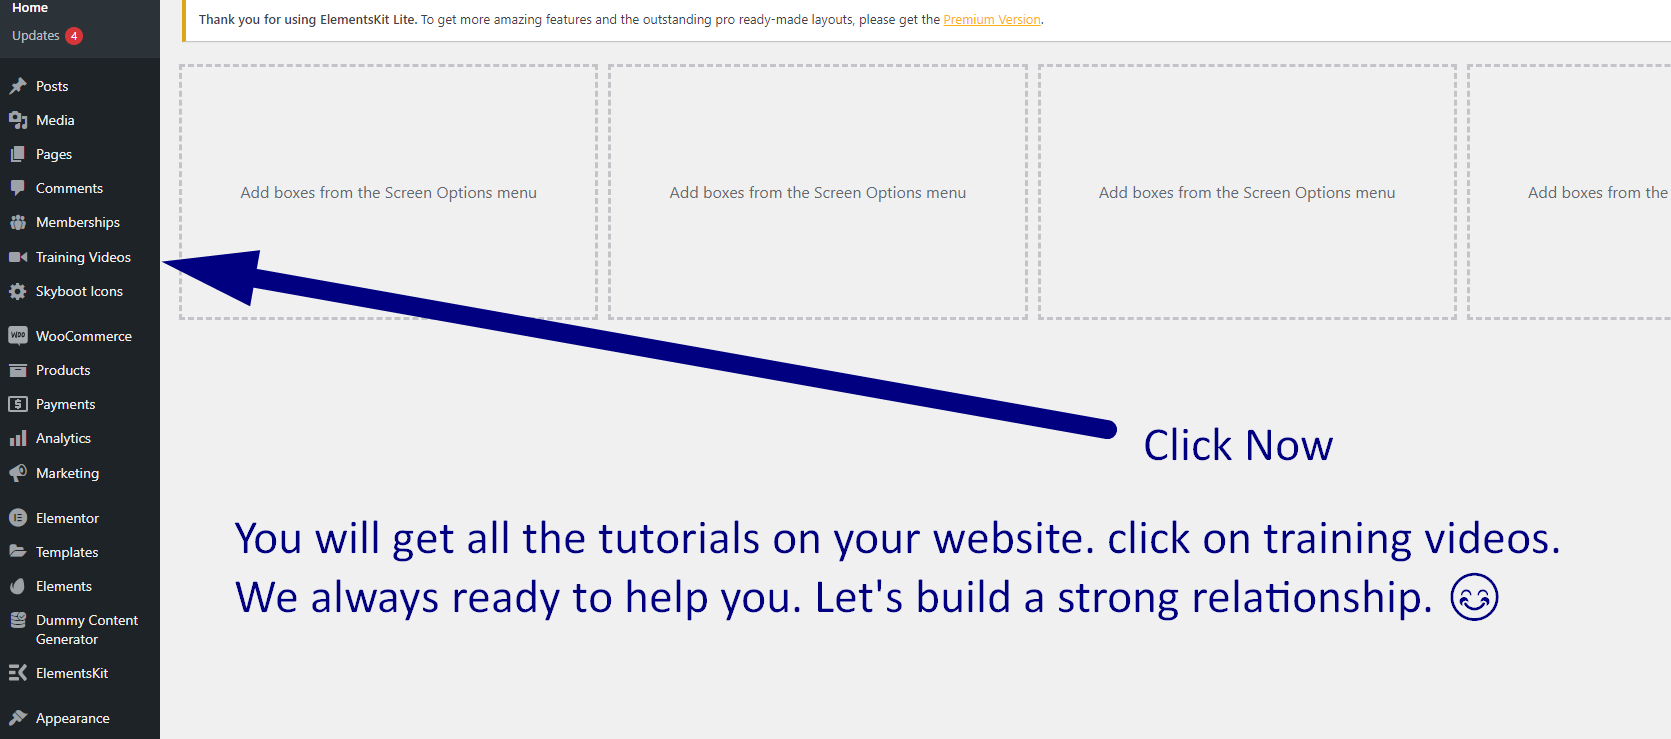 Home
Updates 4
Posts
Media
Pages
Comments
Memberships
Training Videos
Skyboot Icons
WOO WooCommerce
Products
$ Payments
Analytics
Marketing
Elementor
Templates
Elements
Dummy Content
Generator
ElementsKit
Appearance
Thank you for using ElementsKit Lite. To get more amazing features and the outstanding pro ready-made layouts, please get the Premium Version.
Add boxes from the Screen Options menu
Add boxes from the Screen Options menu
Add boxes from the Screen Options menu
Add boxes from the
Click Now
You will get all the tutorials on your website. click on training videos.
We always ready to help you. Let's build a strong relationship. 😊